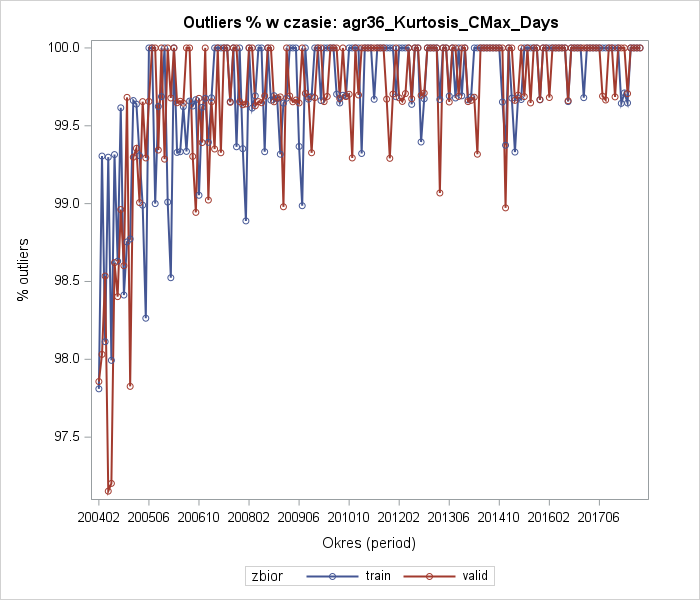 Outliers % w czasie: agr36_Kurtosis_CMax_Days
100.0
99.5
99.0
98.5
98.0
97.5
% outliers
200402 200506 200610 200802 200906 201010 201202 201306 201410 201602 201706
Okres (period)
zbior train valid